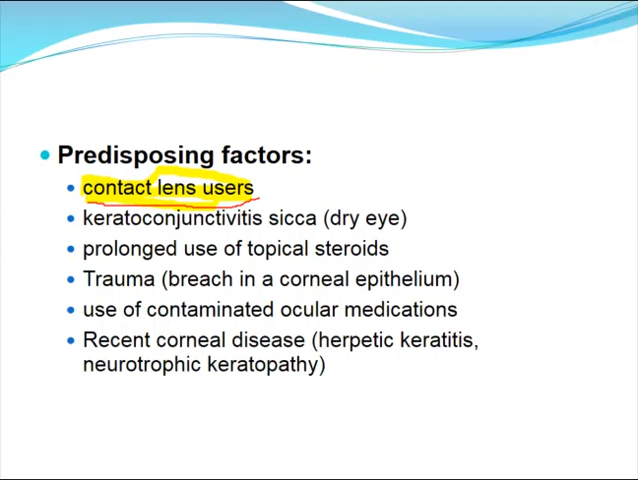 Predisposing factors:
contact lens users
keratoconjunctivitis sicca (dry eye)
prolonged use of topical steroids
Trauma (breach in a corneal epithelium)
use of contaminated ocular medications
Recent corneal disease (herpetic keratitis,
neurotrophic keratopathy)